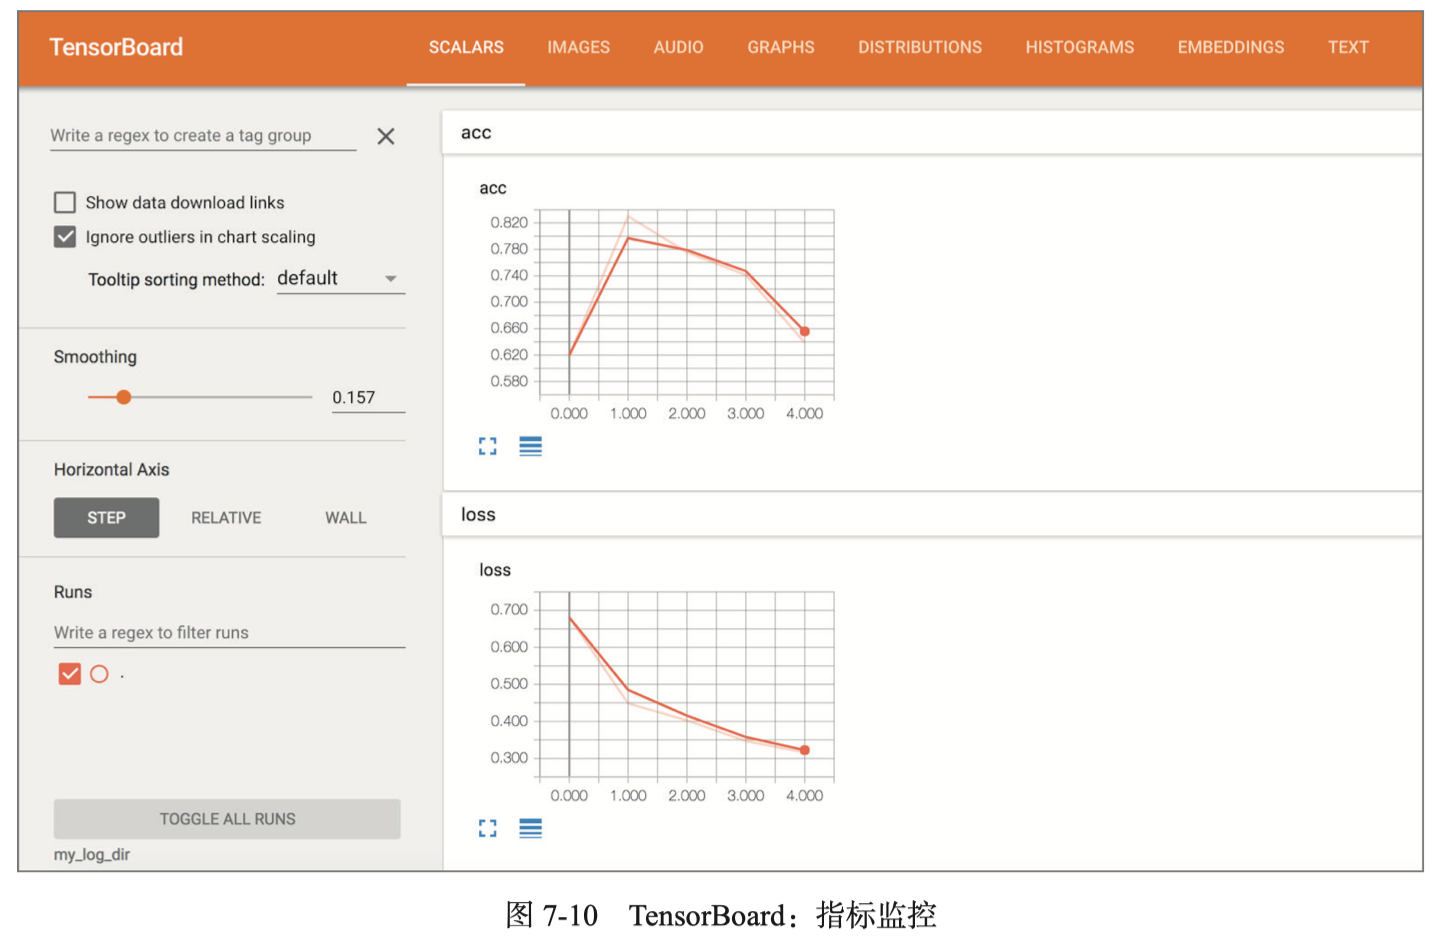 TensorBoard
SCALARS IMAGES AUDIO GRAPHS DISTRIBUTIONS HISTOGRAMS EMBEDDINGS TEXT
Write a regex to create a tag group
Show data download links
Ignore outliers in chart scaling
Tooltip sorting method: default
Smoothing
0.157
Horizontal Axis
STEP RELATIVE WALL
Runs
Write a regex to filter runs
.
TOGGLE ALL RUNS
my_log_dir
acc
acc
0.820
0.780
0.740
0.700
0.660
0.620
0.580
0.000 1.000 2.000 3.000 4.000
loss
loss
0.700
0.600
0.500
0.400
0.300
0.000 1.000 2.000 3.000 4.000
图 7-10 TensorBoard：指标监控